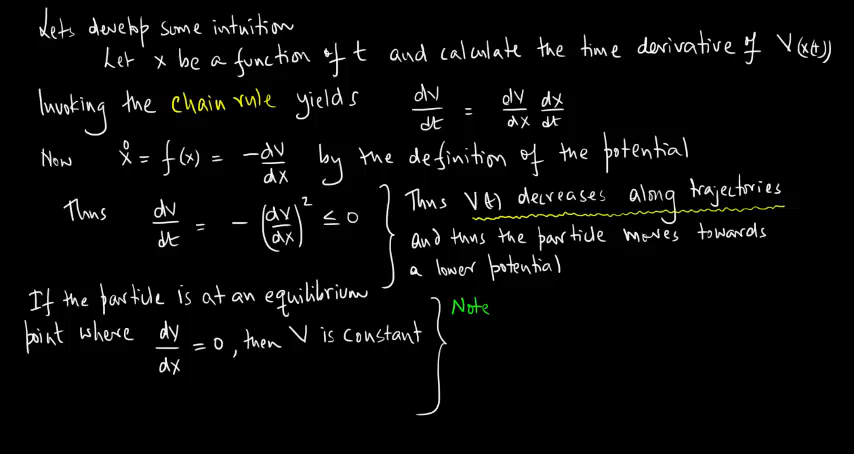 Lets develop some intuition
Let x be a function of t and calculate the time derivative of V(x(t))
Invoking the chain rule yields dV/dt = dV/dx dx/dt
Now ẋ = f(x) = -dV/dx by the definition of the potential
Thus dV/dt = -(dV/dx)² ≤ 0
Thus V(t) decreases along trajectories
and thus the particle moves towards
a lower potential
If the particle is at an equilibrium
point where dV/dx = 0, then V is constant
Note